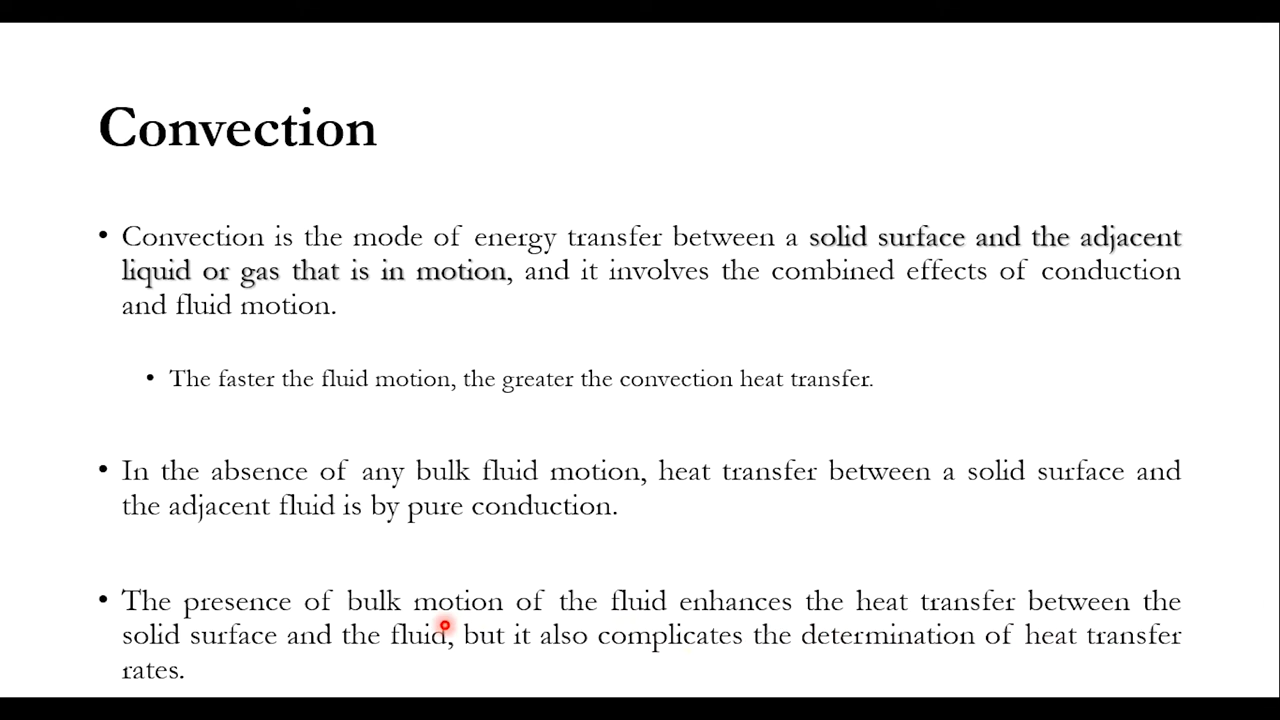 Convection
• Convection is the mode of energy transfer between a solid surface and the adjacent
liquid or gas that is in motion, and it involves the combined effects of conduction
and fluid motion.
• The faster the fluid motion, the greater the convection heat transfer.
• In the absence of any bulk fluid motion, heat transfer between a solid surface and
the adjacent fluid is by pure conduction.
• The presence of bulk motion of the fluid enhances the heat transfer between the
solid surface and the fluid, but it also complicates the determination of heat transfer
rates.